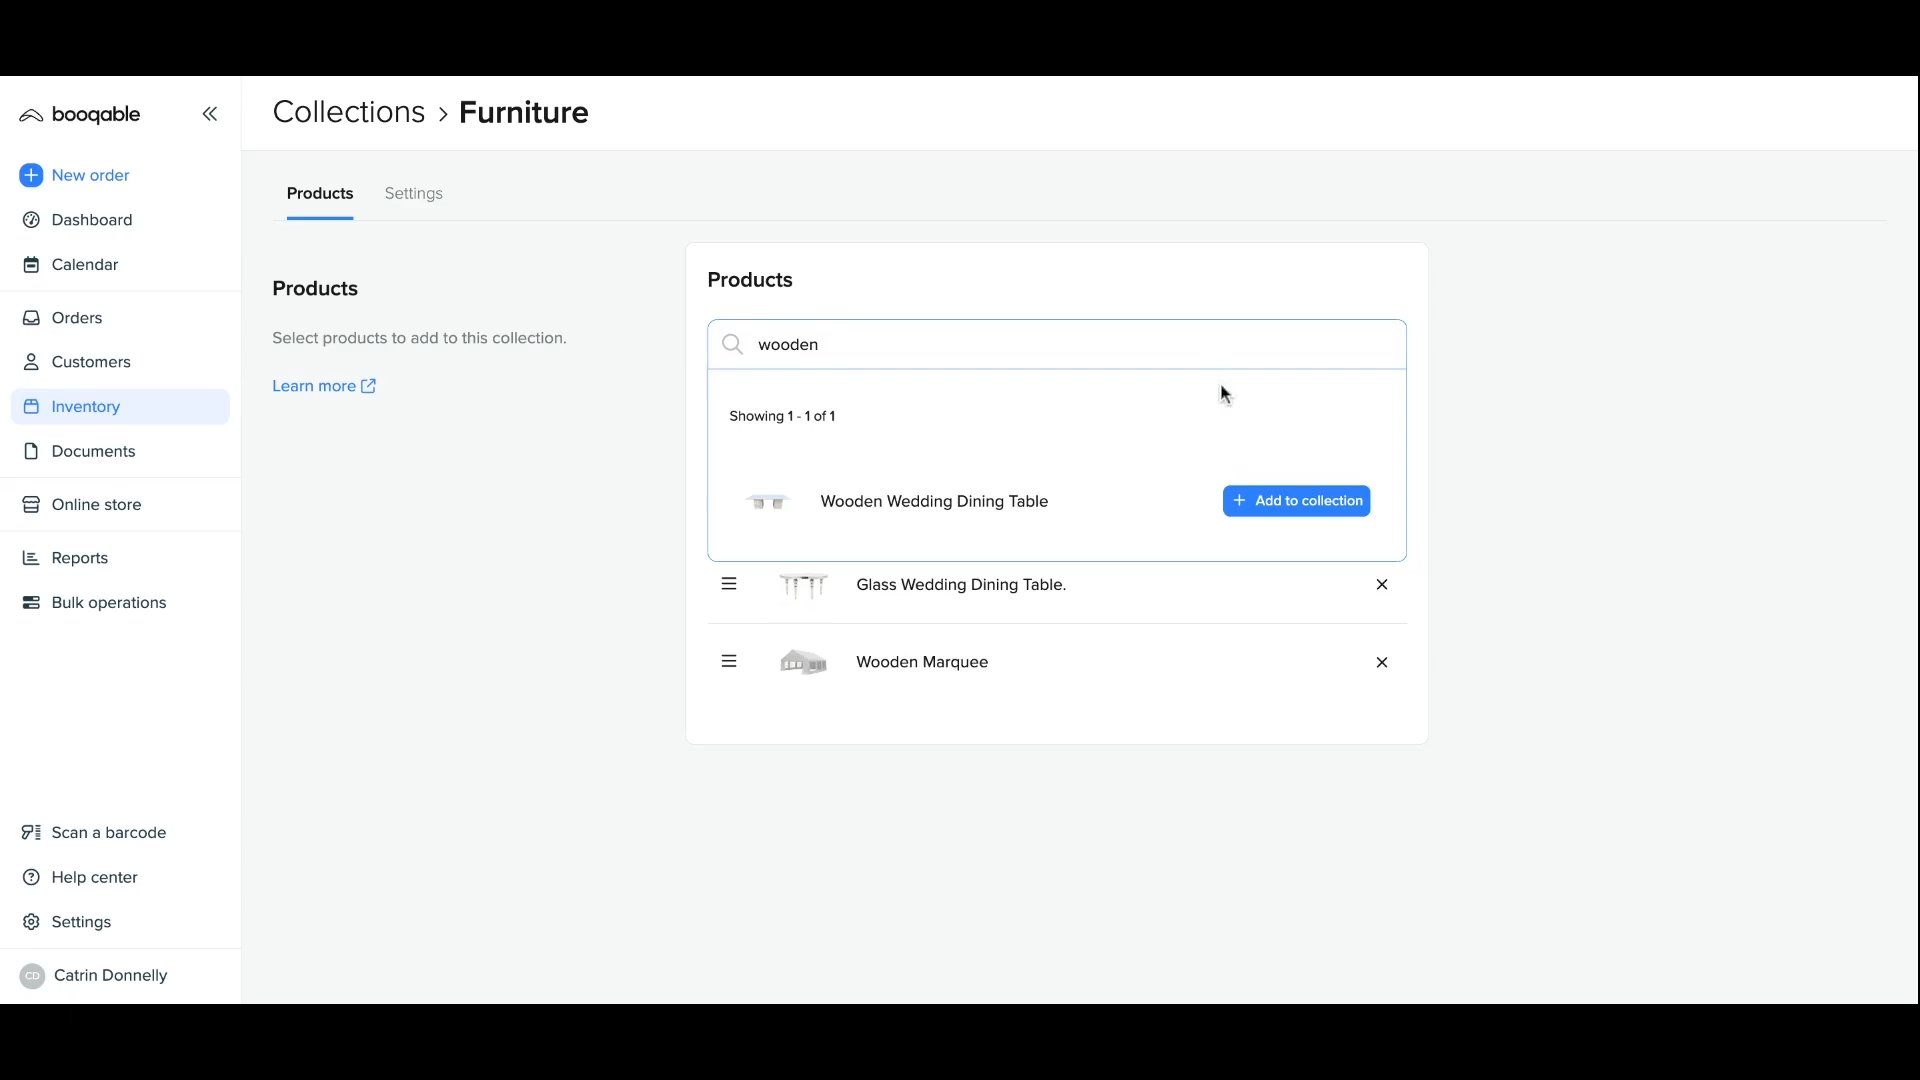 booqable
Collections > Furniture
New order
Dashboard
Calendar
Orders
Customers
Inventory
Documents
Online store
Reports
Bulk operations
Scan a barcode
Help center
Settings
CD Catrin Donnelly
Products Settings
Products
Select products to add to this collection.
Learn more
Products
wooden
Showing 1 - 1 of 1
Wooden Wedding Dining Table + Add to collection
Glass Wedding Dining Table.
Wooden Marquee